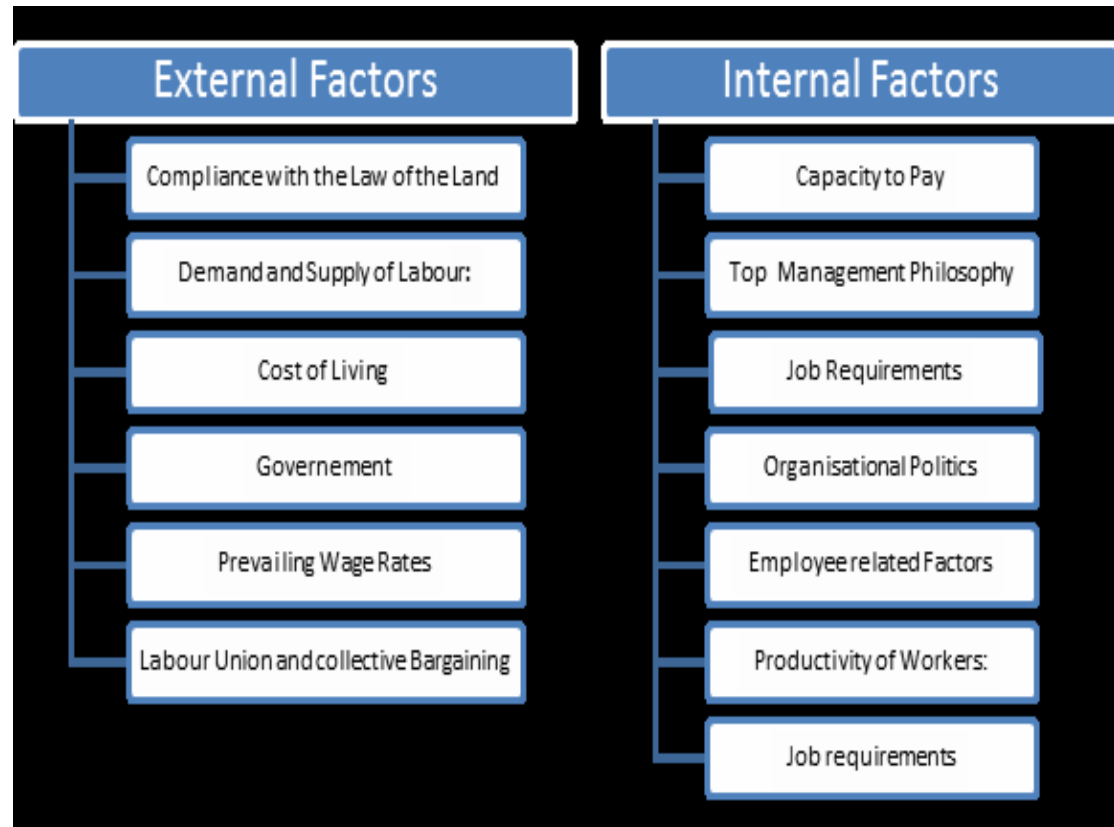 External Factors
Compliance with the Law of the Land
Demand and Supply of Labour:
Cost of Living
Governement
Prevailing Wage Rates
Labour Union and collective Bargaining
Internal Factors
Capacity to Pay
Top Management Philosophy
Job Requirements
Organisational Politics
Employee related Factors
Productivity of Workers:
Job requirements